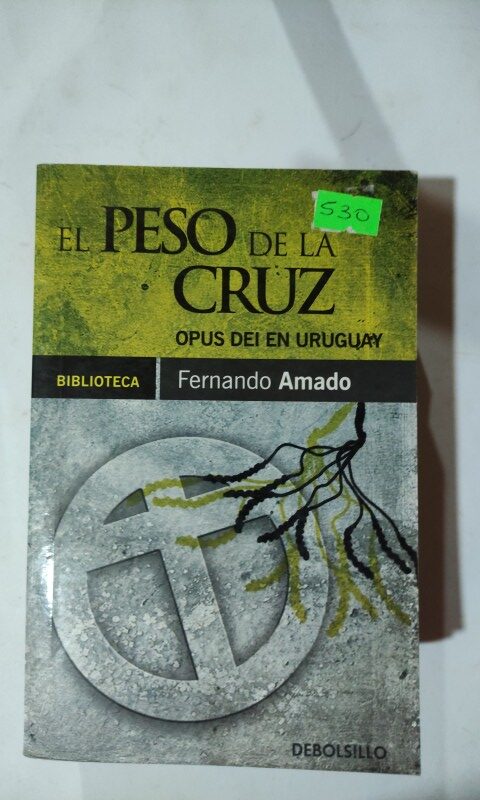 530
EL PESO DE LA
CRUZ
OPUS DEI EN URUGUAY
BIBLIOTECA
Fernando Amado
DEBOLSILLO